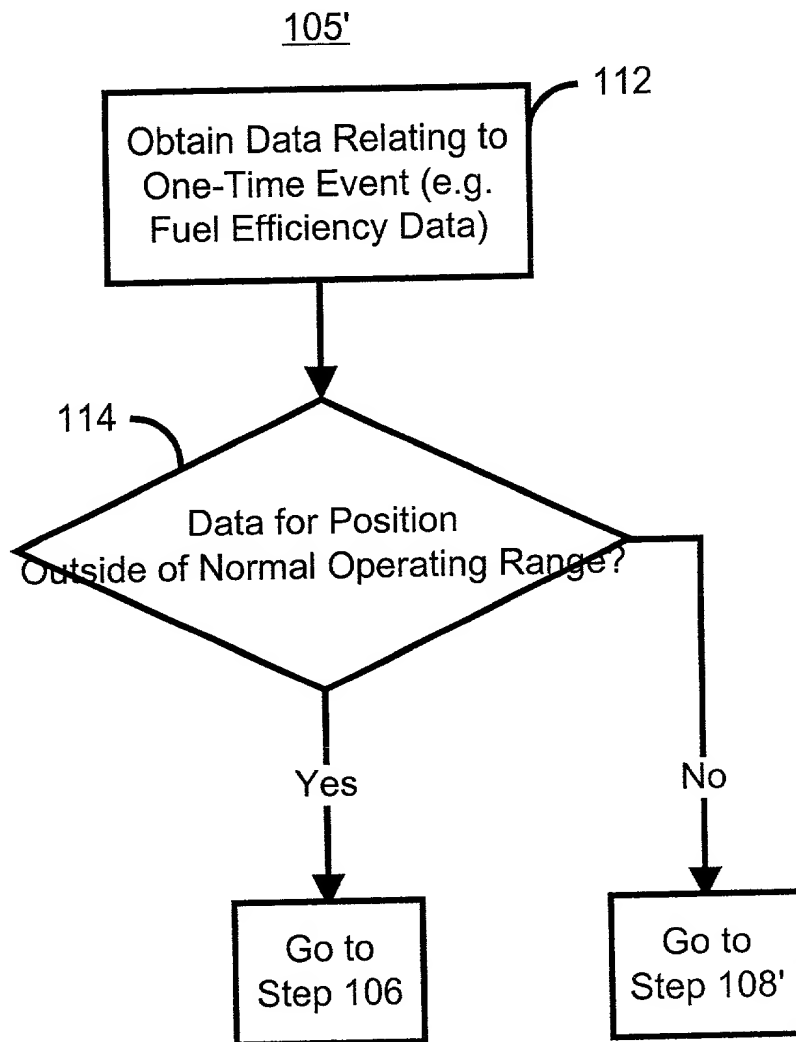 105'
112
Obtain Data Relating to
One-Time Event (e.g.
Fuel Efficiency Data)
114
Data for Position
Outside of Normal Operating Range?
Yes
No
Go to
Step 106
Go to
Step 108'